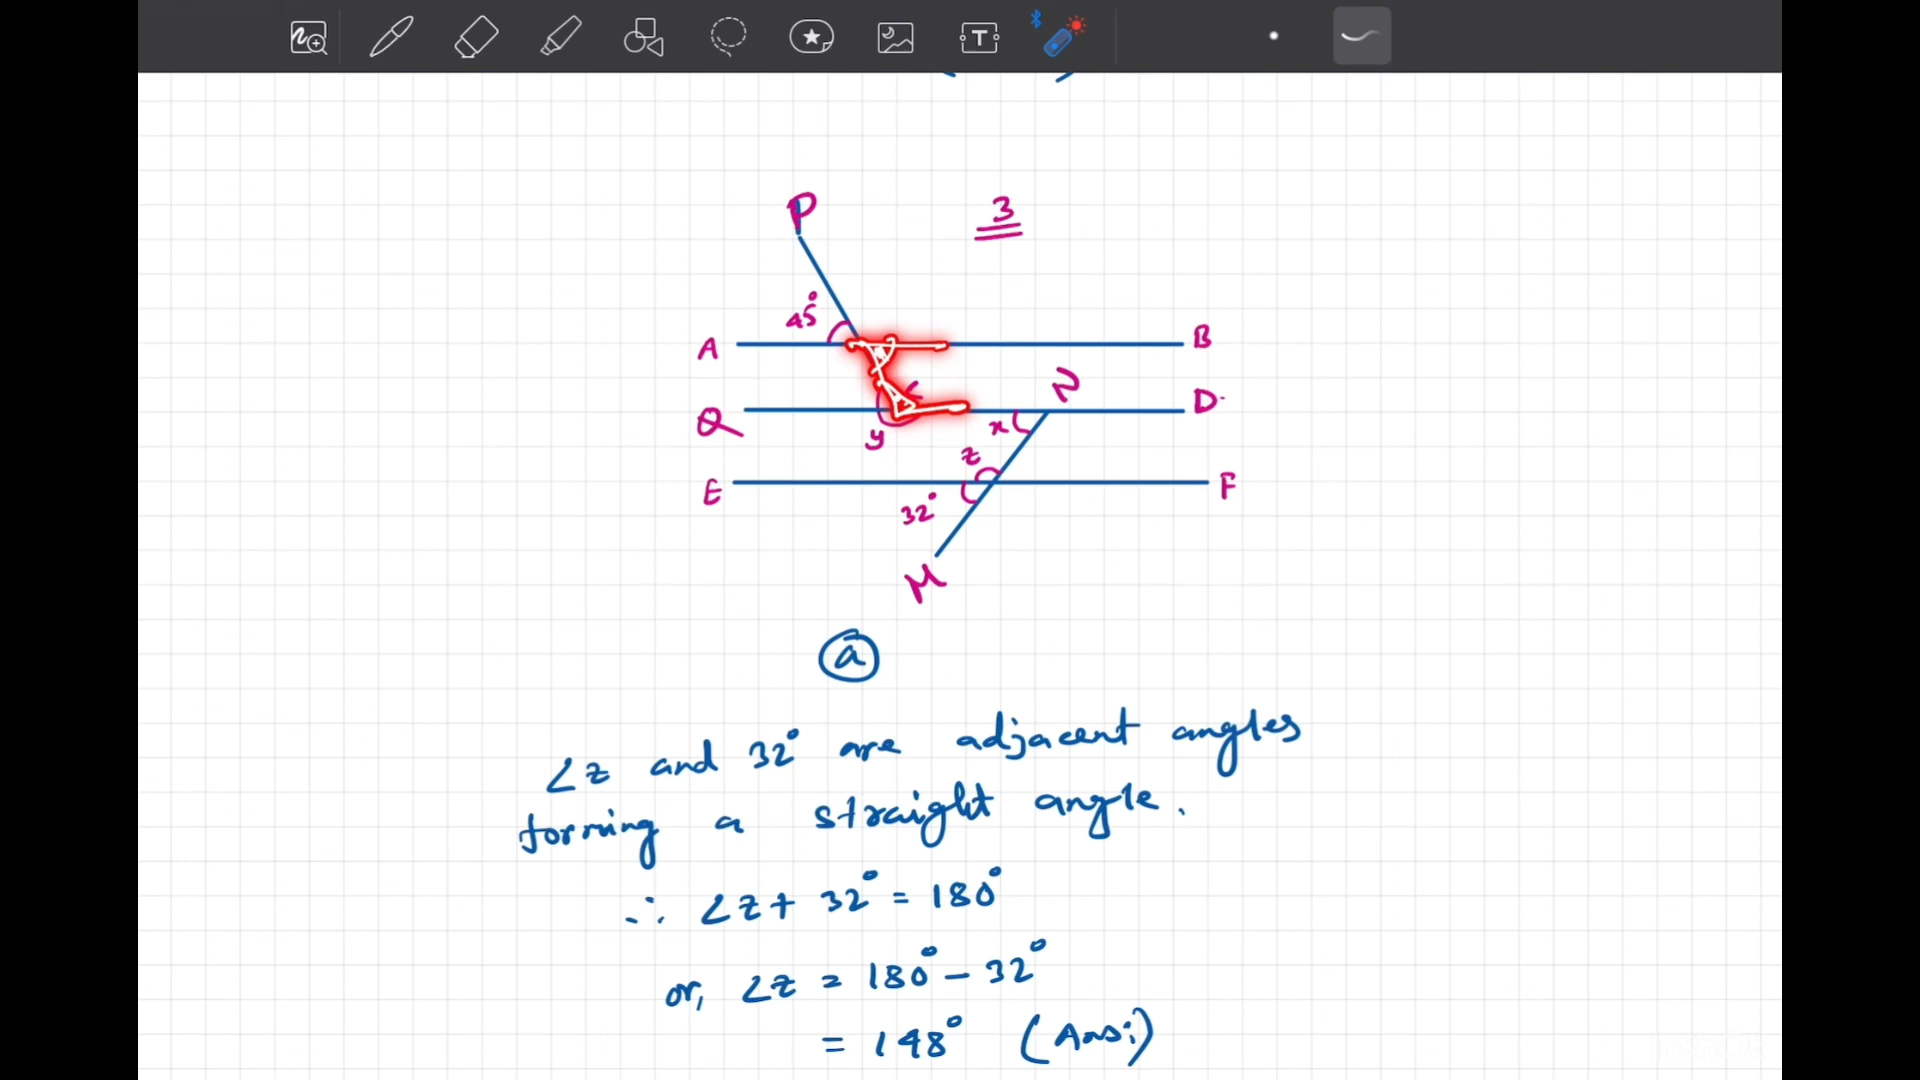 P
3
45°
A
B
N
Q
D
x
y
z
E
F
32°
M
a
∠z and 32° are adjacent angles
forming a straight angle.
∴ ∠z + 32° = 180°
or, ∠z = 180° - 32°
= 148° (Ans:)